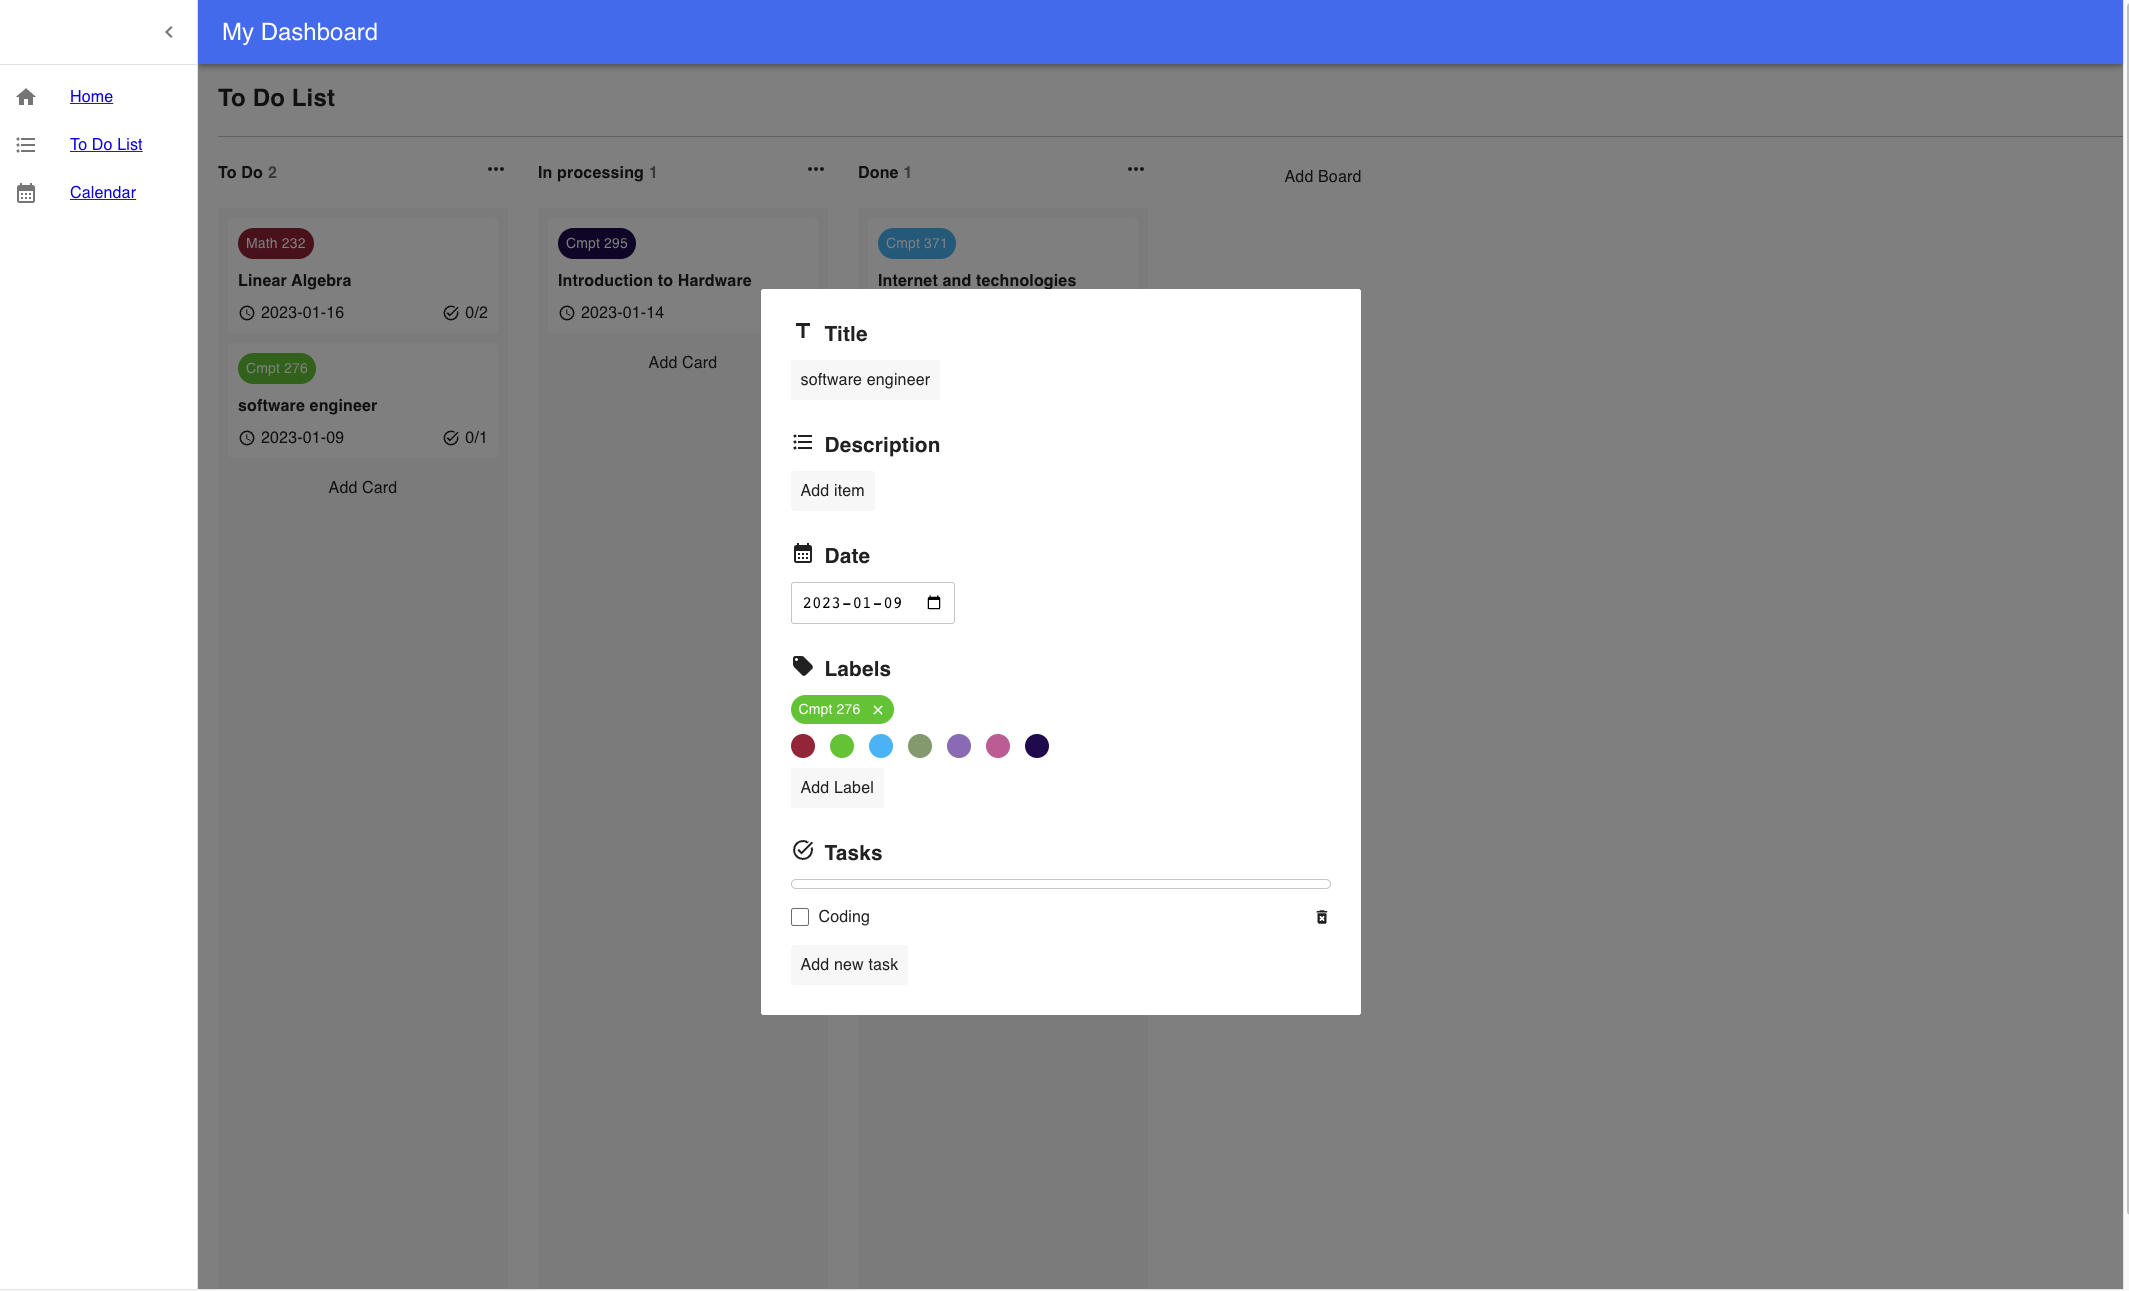 My Dashboard
Home
To Do List
Calendar
To Do List
To Do 2
In processing 1
Done 1
Add Board
Math 232
Linear Algebra
2023-01-16
0/2
Cmpt 276
software engineer
2023-01-09
0/1
Add Card
Cmpt 295
Introduction to Hardware
2023-01-14
Add Card
Cmpt 371
Internet and technologies
Title
software engineer
Description
Add item
Date
2023-01-09
Labels
Cmpt 276
Add Label
Tasks
Coding
Add new task